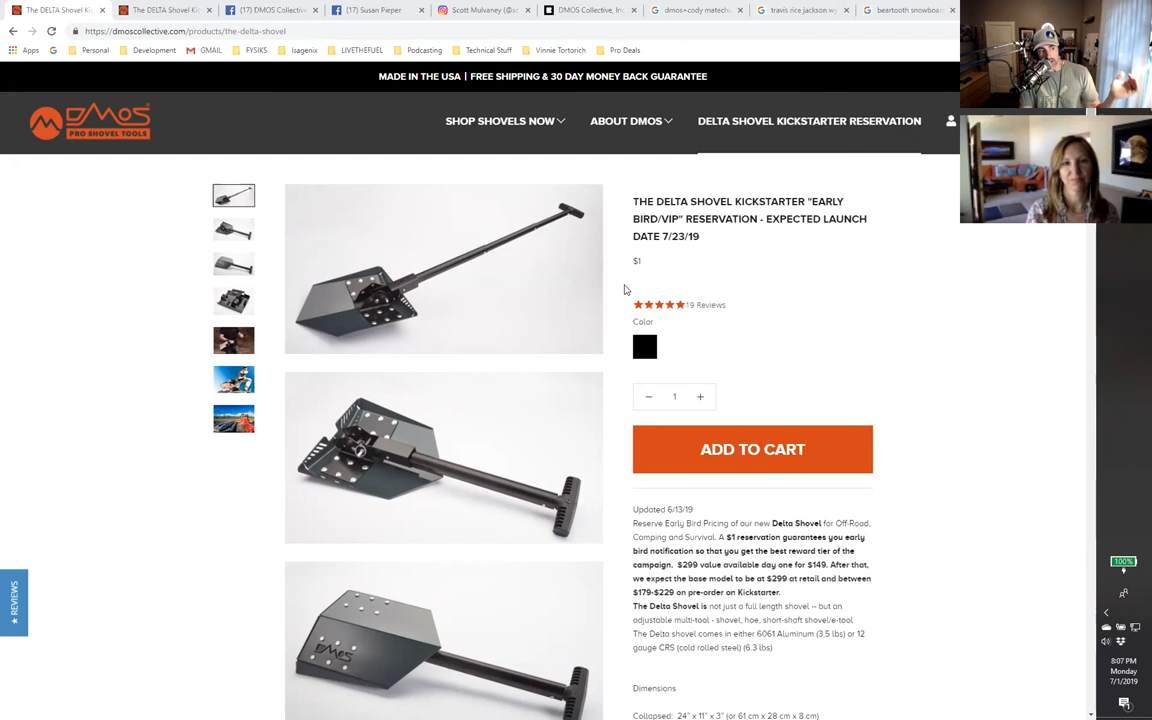 The DELTA Shovel Kic
The DELTA Shovel Kic
(17) DMOS Collective
(17) Susan Pieper
Scott Mulvaney (@sc
DMOS Collective, Inc
dmos+cody matech
travis rice jackson wy
beartooth snowboar
https://dmoscollective.com/products/the-delta-shovel
Apps
Personal
Development
GMAIL
FYSIKS
Isagenix
LIVETHEFUEL
Podcasting
Technical Stuff
Vinnie Tortorich
Pro Deals
MADE IN THE USA | FREE SHIPPING & 30 DAY MONEY BACK GUARANTEE
DMOS
PRO SHOVEL TOOLS
SHOP SHOVELS NOW
ABOUT DMOS
DELTA SHOVEL KICKSTARTER RESERVATION
THE DELTA SHOVEL KICKSTARTER "EARLY
BIRD/VIP" RESERVATION - EXPECTED LAUNCH
DATE 7/23/19
$1
19 Reviews
Color
1
ADD TO CART
Updated 6/13/19
Reserve Early Bird Pricing of our new Delta Shovel for Off-Road,
Camping and Survival. A $1 reservation guarantees you early
bird notification so that you get the best reward tier of the
campaign. $299 value available day one for $149. After that,
we expect the base model to be at $299 at retail and between
$179-$229 on pre-order on Kickstarter.
The Delta Shovel is not just a full length shovel -- but an
adjustable multi-tool - shovel, hoe, short-shaft shovel/e-tool.
The Delta shovel comes in either 6061 Aluminum (3.5 lbs) or 12
gauge CRS (cold rolled steel) (6.3 lbs)
Dimensions
Collapsed: 24" x 11" x 3" (or 61 cm x 28 cm x 8 cm)
DMOS
★ REVIEWS
100%
8:07 PM
Monday
7/1/2019
1